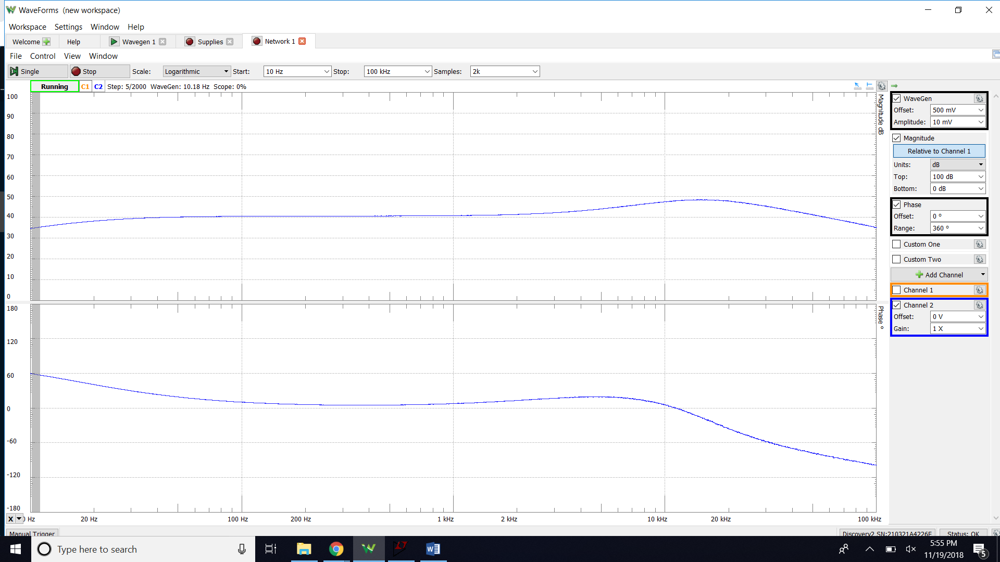 WaveForms (new workspace)
Workspace Settings Window Help
Welcome Help Wavegen 1 Supplies Network 1
File Control View Window
Single Stop Scale: Logarithmic Start: 10 Hz Stop: 100 kHz Samples: 2k
Running C1 C2 Step: 5/2000 WaveGen: 10.18 Hz Scope: 0%
100
90
80
70
60
50
40
30
20
10
0
Magnitude dB
180
120
60
0
-60
-120
-180
Phase °
X 0 Hz 20 Hz 100 Hz 200 Hz 1 kHz 2 kHz 10 kHz 20 kHz 100 kHz
WaveGen
Offset: 500 mV
Amplitude: 10 mV
Magnitude
Relative to Channel 1
Units: dB
Top: 100 dB
Bottom: 0 dB
Phase
Offset: 0 º
Range: 360 º
Custom One
Custom Two
Add Channel
Channel 1
Channel 2
Offset: 0 V
Gain: 1 X
Manual Trigger Discovery2 SN:210321A4226E Status: OK
Type here to search
5:55 PM
11/19/2018
5